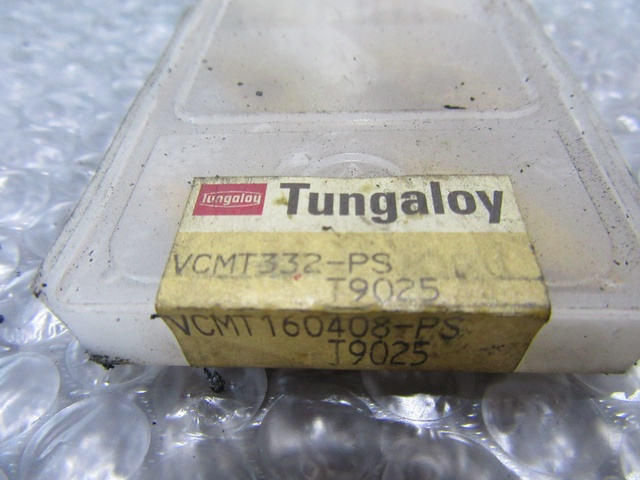 Tungaloy Tungaloy
VCMT332-PS
T9025
VCMT160408-PS
T9025